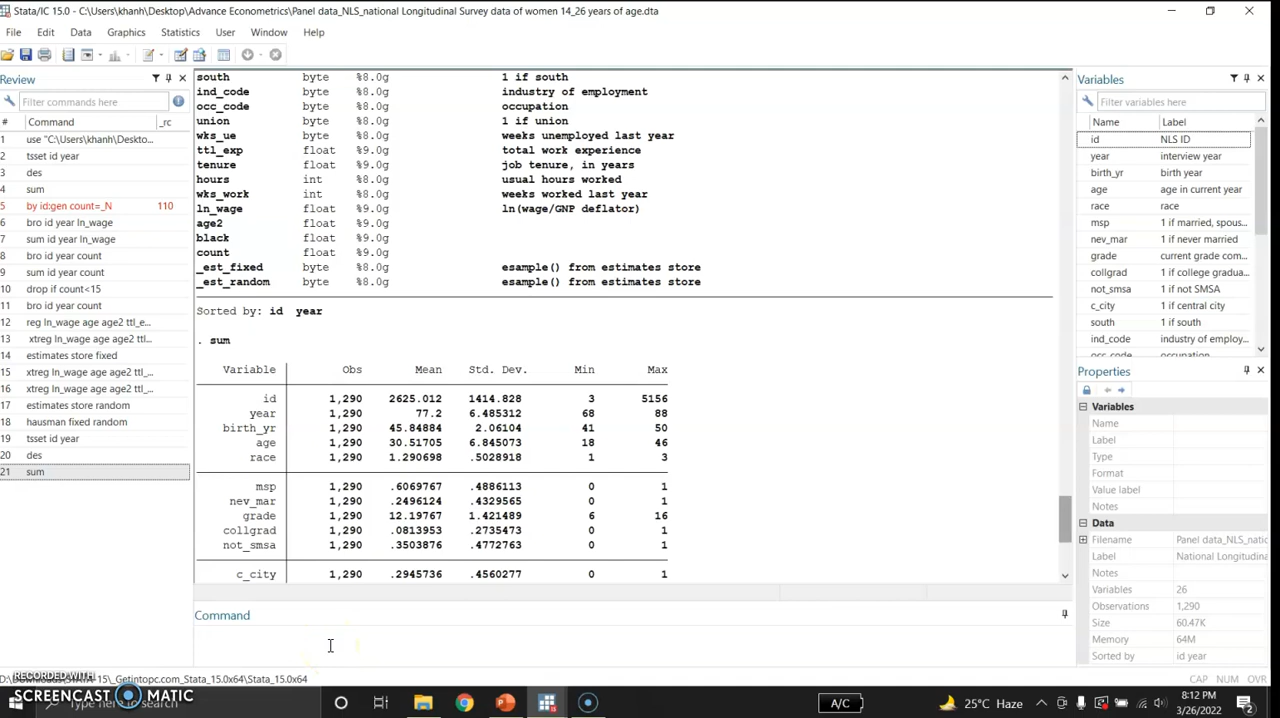 Stata/IC 15.0 - C:\Users\khanh\Desktop\Advance Econometrics\Panel data_NLS_national Longitudinal Survey data of women 14_26 years of age.dta
File Edit Data Graphics Statistics User Window Help
Review
Filter commands here
# Command _rc
1 use "C:\Users\khanh\Deskto...
2 tsset id year
3 des
4 sum
5 by id:gen count=_N 110
6 bro id year ln_wage
7 sum id year ln_wage
8 bro id year count
9 sum id year count
10 drop if count<15
11 bro id year count
12 reg ln_wage age age2 ttl_e...
13 xtreg ln_wage age age2 ttl...
14 estimates store fixed
15 xtreg ln_wage age age2 ttl_...
16 xtreg ln_wage age age2 ttl_...
17 estimates store random
18 hausman fixed random
19 tsset id year
20 des
21 sum
south byte %8.0g 1 if south
ind_code byte %8.0g industry of employment
occ_code byte %8.0g occupation
union byte %8.0g 1 if union
wks_ue byte %8.0g weeks unemployed last year
ttl_exp float %9.0g total work experience
tenure float %9.0g job tenure, in years
hours int %8.0g usual hours worked
wks_work int %8.0g weeks worked last year
ln_wage float %9.0g ln(wage/GNP deflator)
age2 float %9.0g
black float %9.0g
count float %9.0g
_est_fixed byte %8.0g esample() from estimates store
_est_random byte %8.0g esample() from estimates store
Sorted by: id year
. sum
Variable Obs Mean Std. Dev. Min Max
id 1,290 2625.012 1414.828 3 5156
year 1,290 77.2 6.485312 68 88
birth_yr 1,290 45.84884 2.06104 41 50
age 1,290 30.51705 6.845073 18 46
race 1,290 1.290698 .5028918 1 3
msp 1,290 .6069767 .4886113 0 1
nev_mar 1,290 .2496124 .4329565 0 1
grade 1,290 12.19767 1.421489 6 16
collgrad 1,290 .0813953 .2735473 0 1
not_smsa 1,290 .3503876 .4772763 0 1
c_city 1,290 .2945736 .4560277 0 1
Command
Variables
Filter variables here
Name Label
id NLS ID
year interview year
birth_yr birth year
age age in current year
race race
msp 1 if married, spous...
nev_mar 1 if never married
grade current grade com...
collgrad 1 if college gradua...
not_smsa 1 if not SMSA
c_city 1 if central city
south 1 if south
ind_code industry of employ...
occ_code occupation
Properties
Variables
Name
Label
Type
Format
Value label
Notes
Data
Filename Panel data_NLS_natic
Label National Longitudina
Notes
Variables 26
Observations 1,290
Size 60.47K
Memory 64M
Sorted by id year
CAP NUM OVR
RECORDED WITH
SCREENCAST MATIC
Type here to search
A/C
25°C Haze
8:12 PM
3/26/2022
2